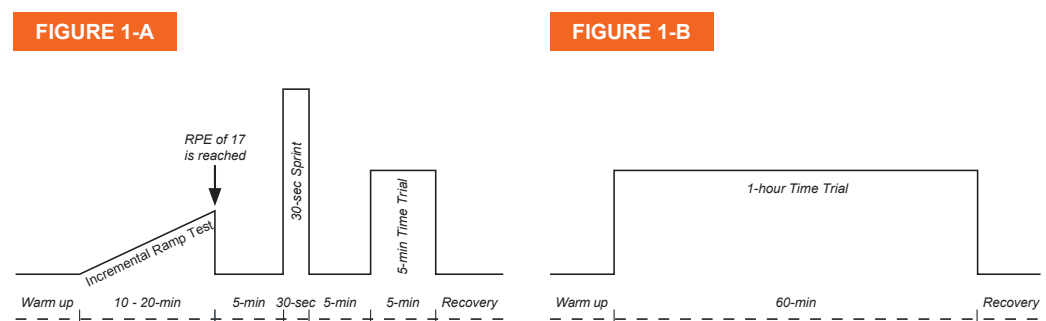 FIGURE 1-A
RPE of 17
is reached
Incremental Ramp Test
30-sec Sprint
5-min Time Trial
Warm up
10 - 20-min
5-min
30-sec
5-min
5-min
Recovery
FIGURE 1-B
1-hour Time Trial
Warm up
60-min
Recovery